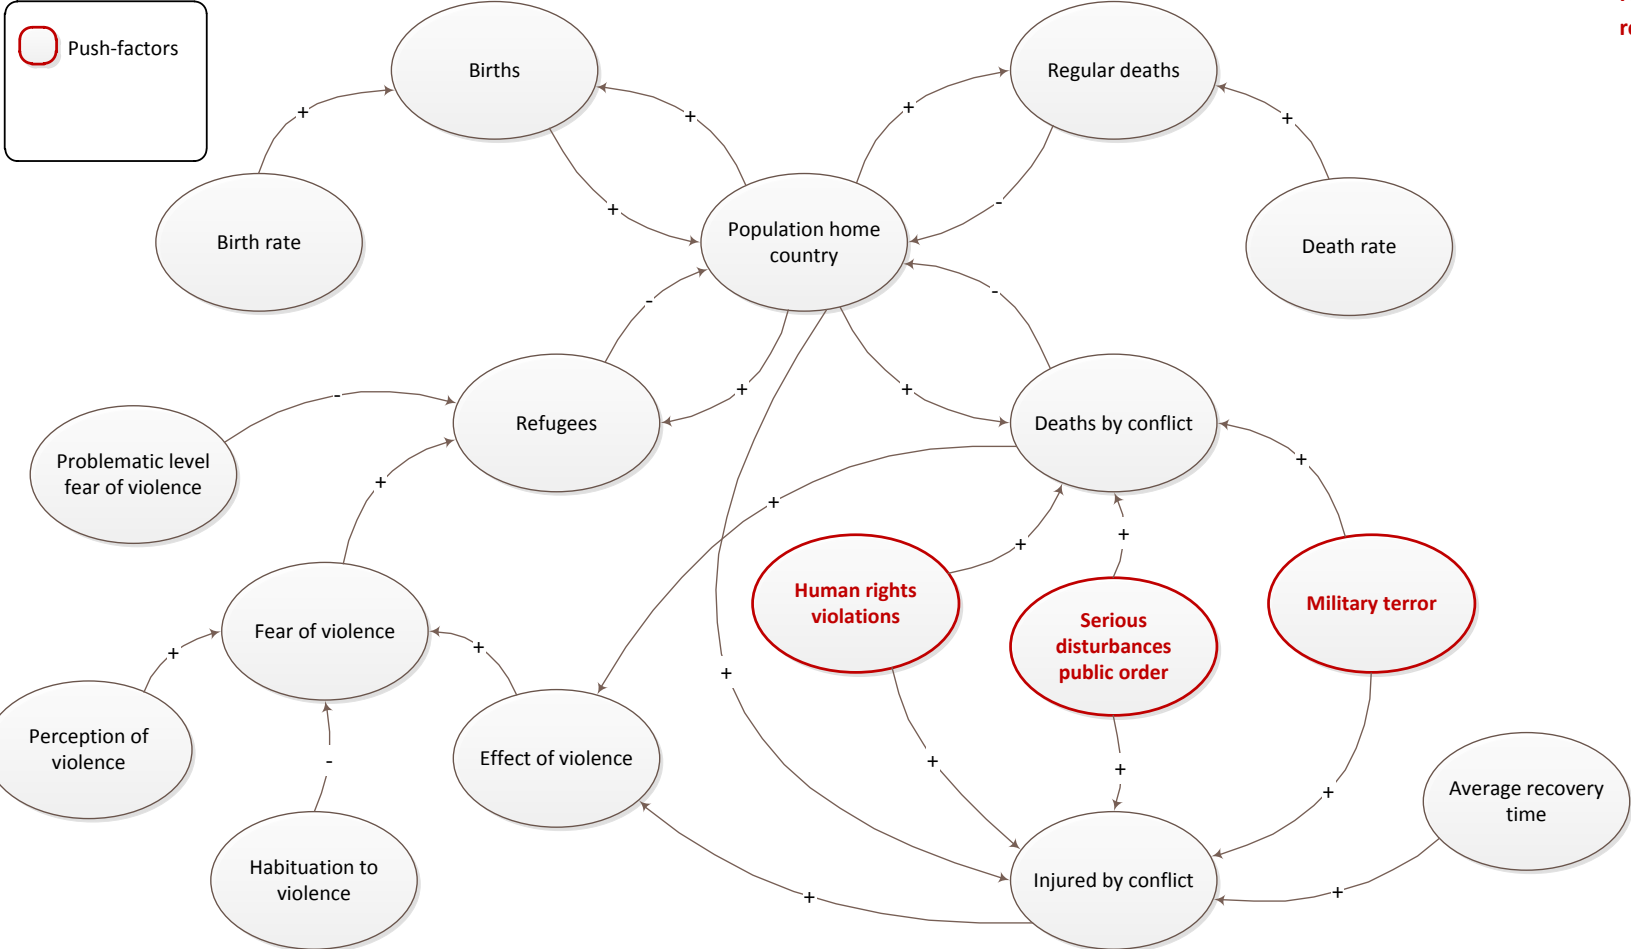 Push-factors
Births
Regular deaths
Birth rate
Population home
country
Death rate
Refugees
Deaths by conflict
Problematic level
fear of violence
Human rights
violations
Serious
disturbances
public order
Military terror
Fear of violence
Perception of
violence
Effect of violence
Average recovery
time
Habituation to
violence
Injured by conflict
+
+
+
+
-
+
-
+
-
+
-
+
+
+
+
+
+
+
+
-
+
+
+
+
+
+